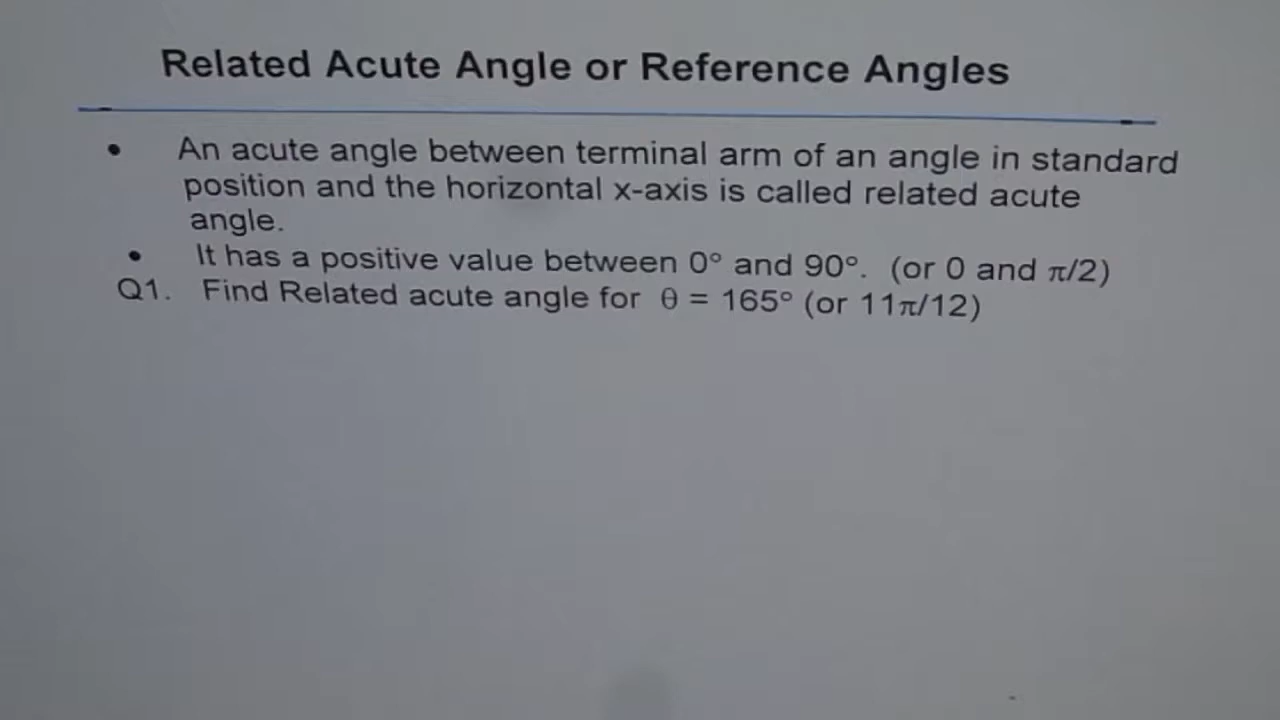 Related Acute Angle or Reference Angles
• An acute angle between terminal arm of an angle in standard
position and the horizontal x-axis is called related acute
angle.
• It has a positive value between 0° and 90°. (or 0 and π/2)
Q1. Find Related acute angle for θ = 165° (or 11π/12)